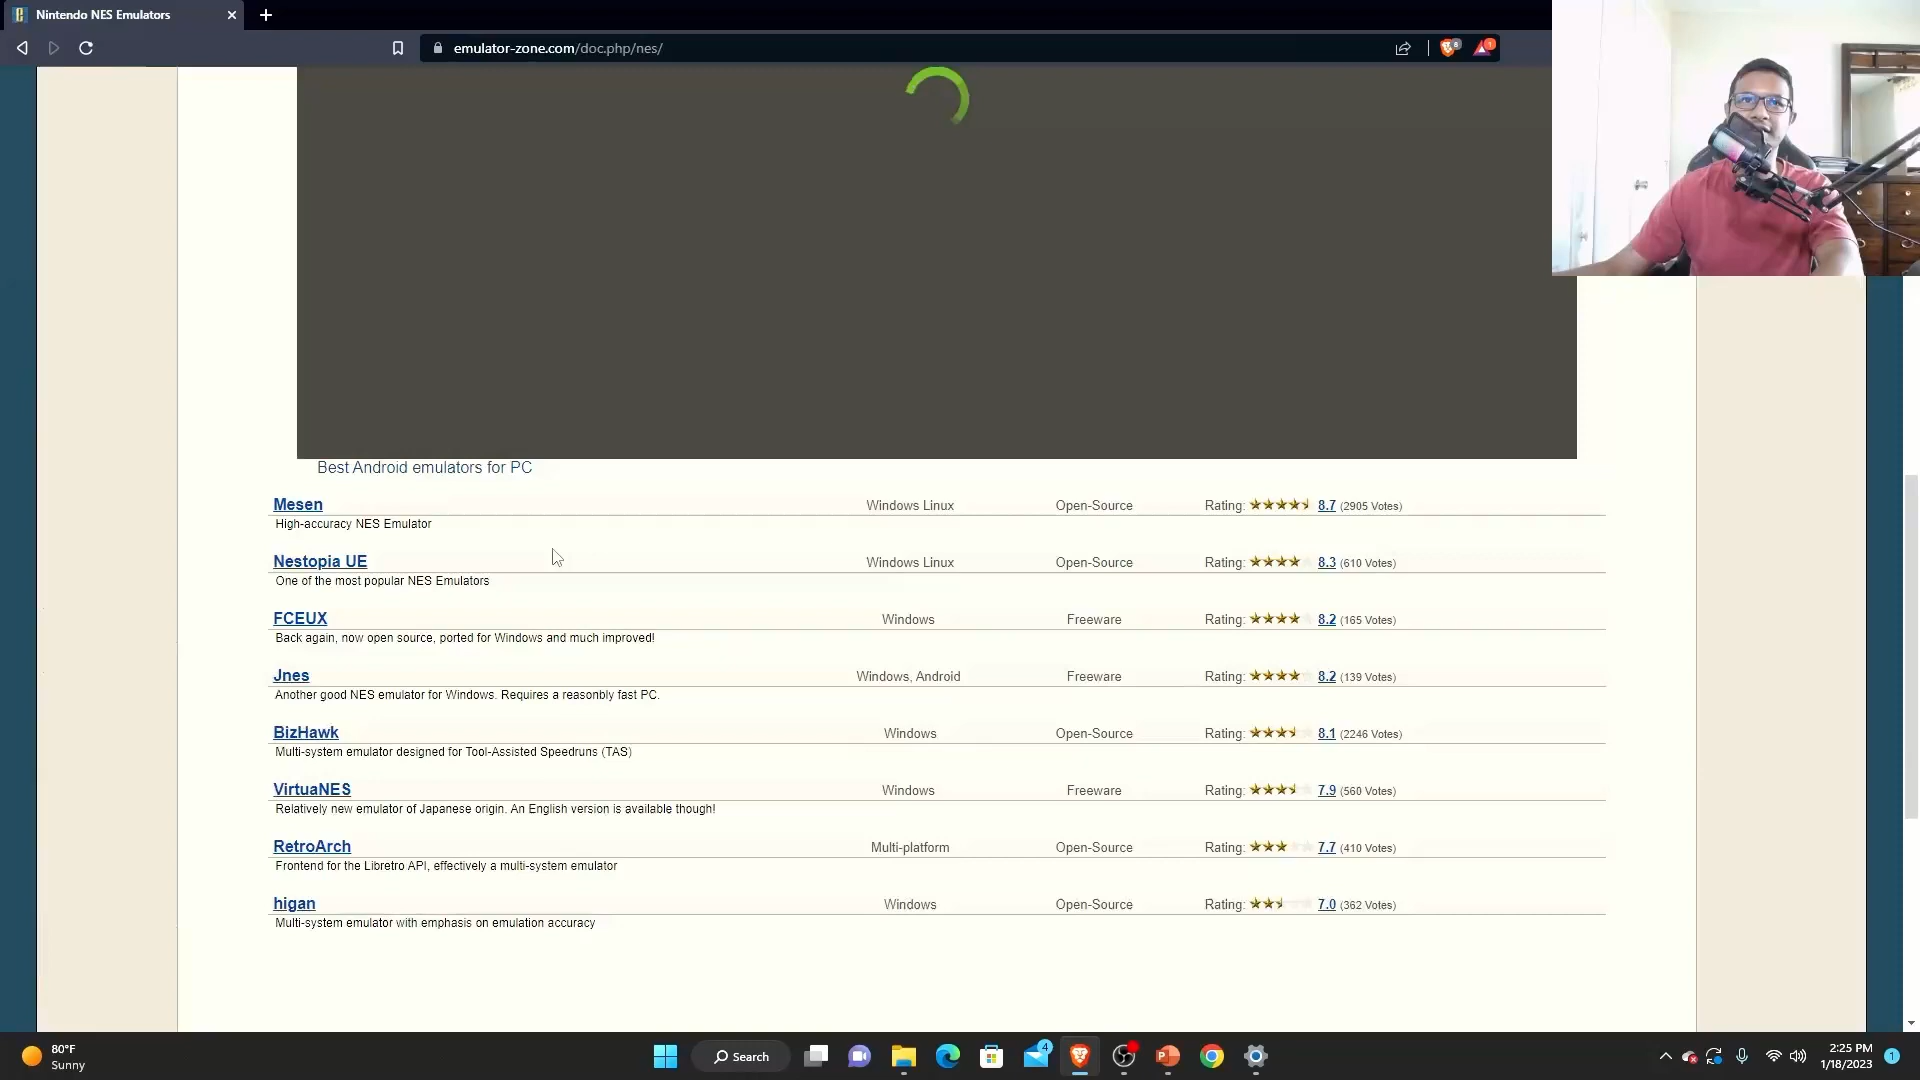 Nintendo NES Emulators
emulator-zone.com/doc.php/nes/
8
1
Best Android emulators for PC
Mesen Windows Linux Open-Source Rating: 8.7 (2905 Votes)
High-accuracy NES Emulator
Nestopia UE Windows Linux Open-Source Rating: 8.3 (610 Votes)
One of the most popular NES Emulators
FCEUX Windows Freeware Rating: 8.2 (165 Votes)
Back again, now open source, ported for Windows and much improved!
Jnes Windows, Android Freeware Rating: 8.2 (139 Votes)
Another good NES emulator for Windows. Requires a reasonbly fast PC.
BizHawk Windows Open-Source Rating: 8.1 (2246 Votes)
Multi-system emulator designed for Tool-Assisted Speedruns (TAS)
VirtuaNES Windows Freeware Rating: 7.9 (560 Votes)
Relatively new emulator of Japanese origin. An English version is available though!
RetroArch Multi-platform Open-Source Rating: 7.7 (410 Votes)
Frontend for the Libretro API, effectively a multi-system emulator
higan Windows Open-Source Rating: 7.0 (362 Votes)
Multi-system emulator with emphasis on emulation accuracy
80°F
Sunny
Search
4
2:25 PM
1/18/2023
1